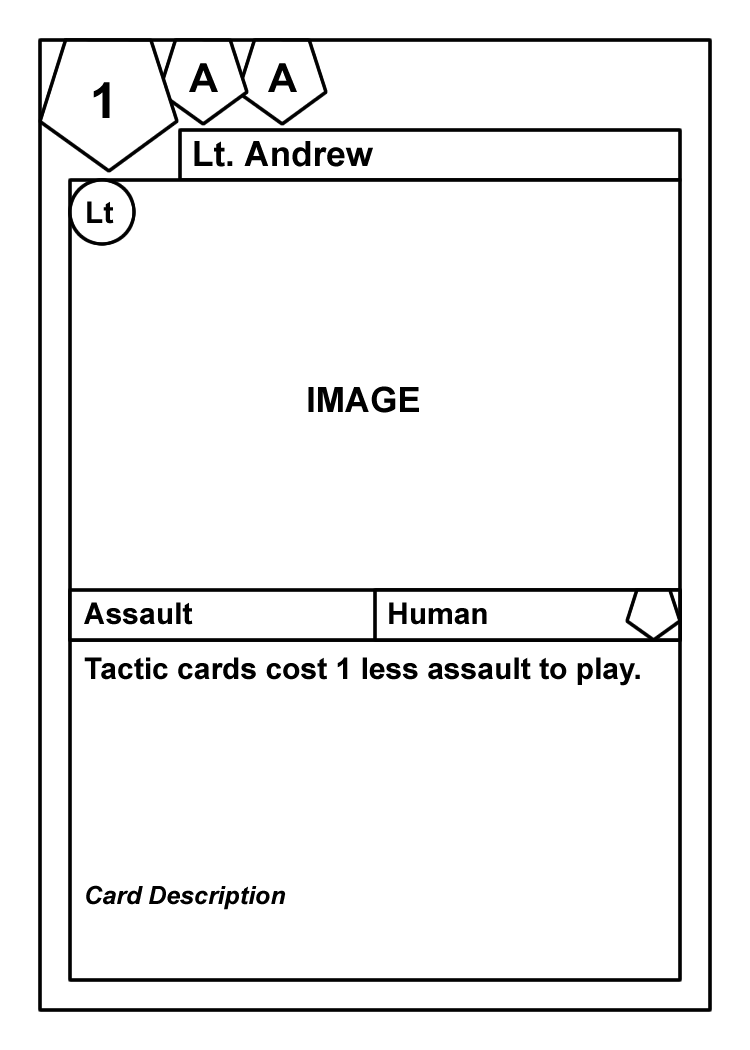 1
A A
Lt. Andrew
Lt
IMAGE
Assault
Human
Tactic cards cost 1 less assault to play.
Card Description